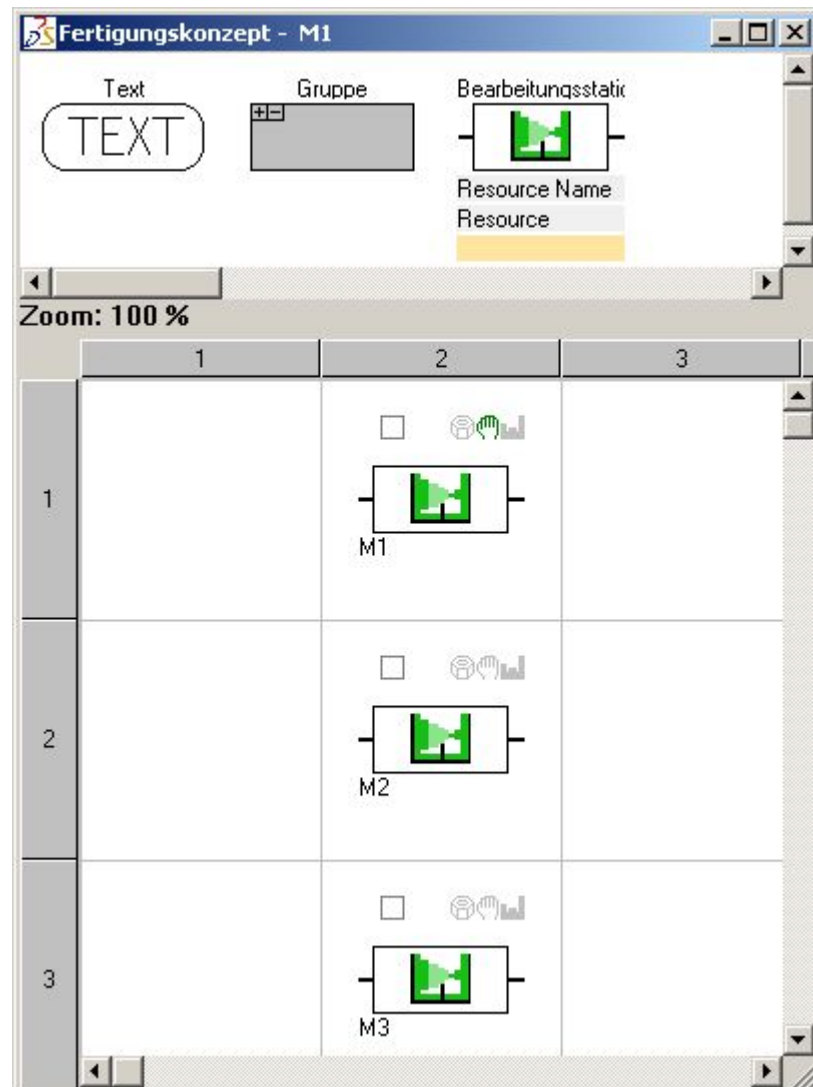 Fertigungskonzept - M1
Text Gruppe Bearbeitungsstatic
TEXT
Resource Name
Resource
Zoom: 100 %
1 2 3
1
M1
2
M2
3
M3